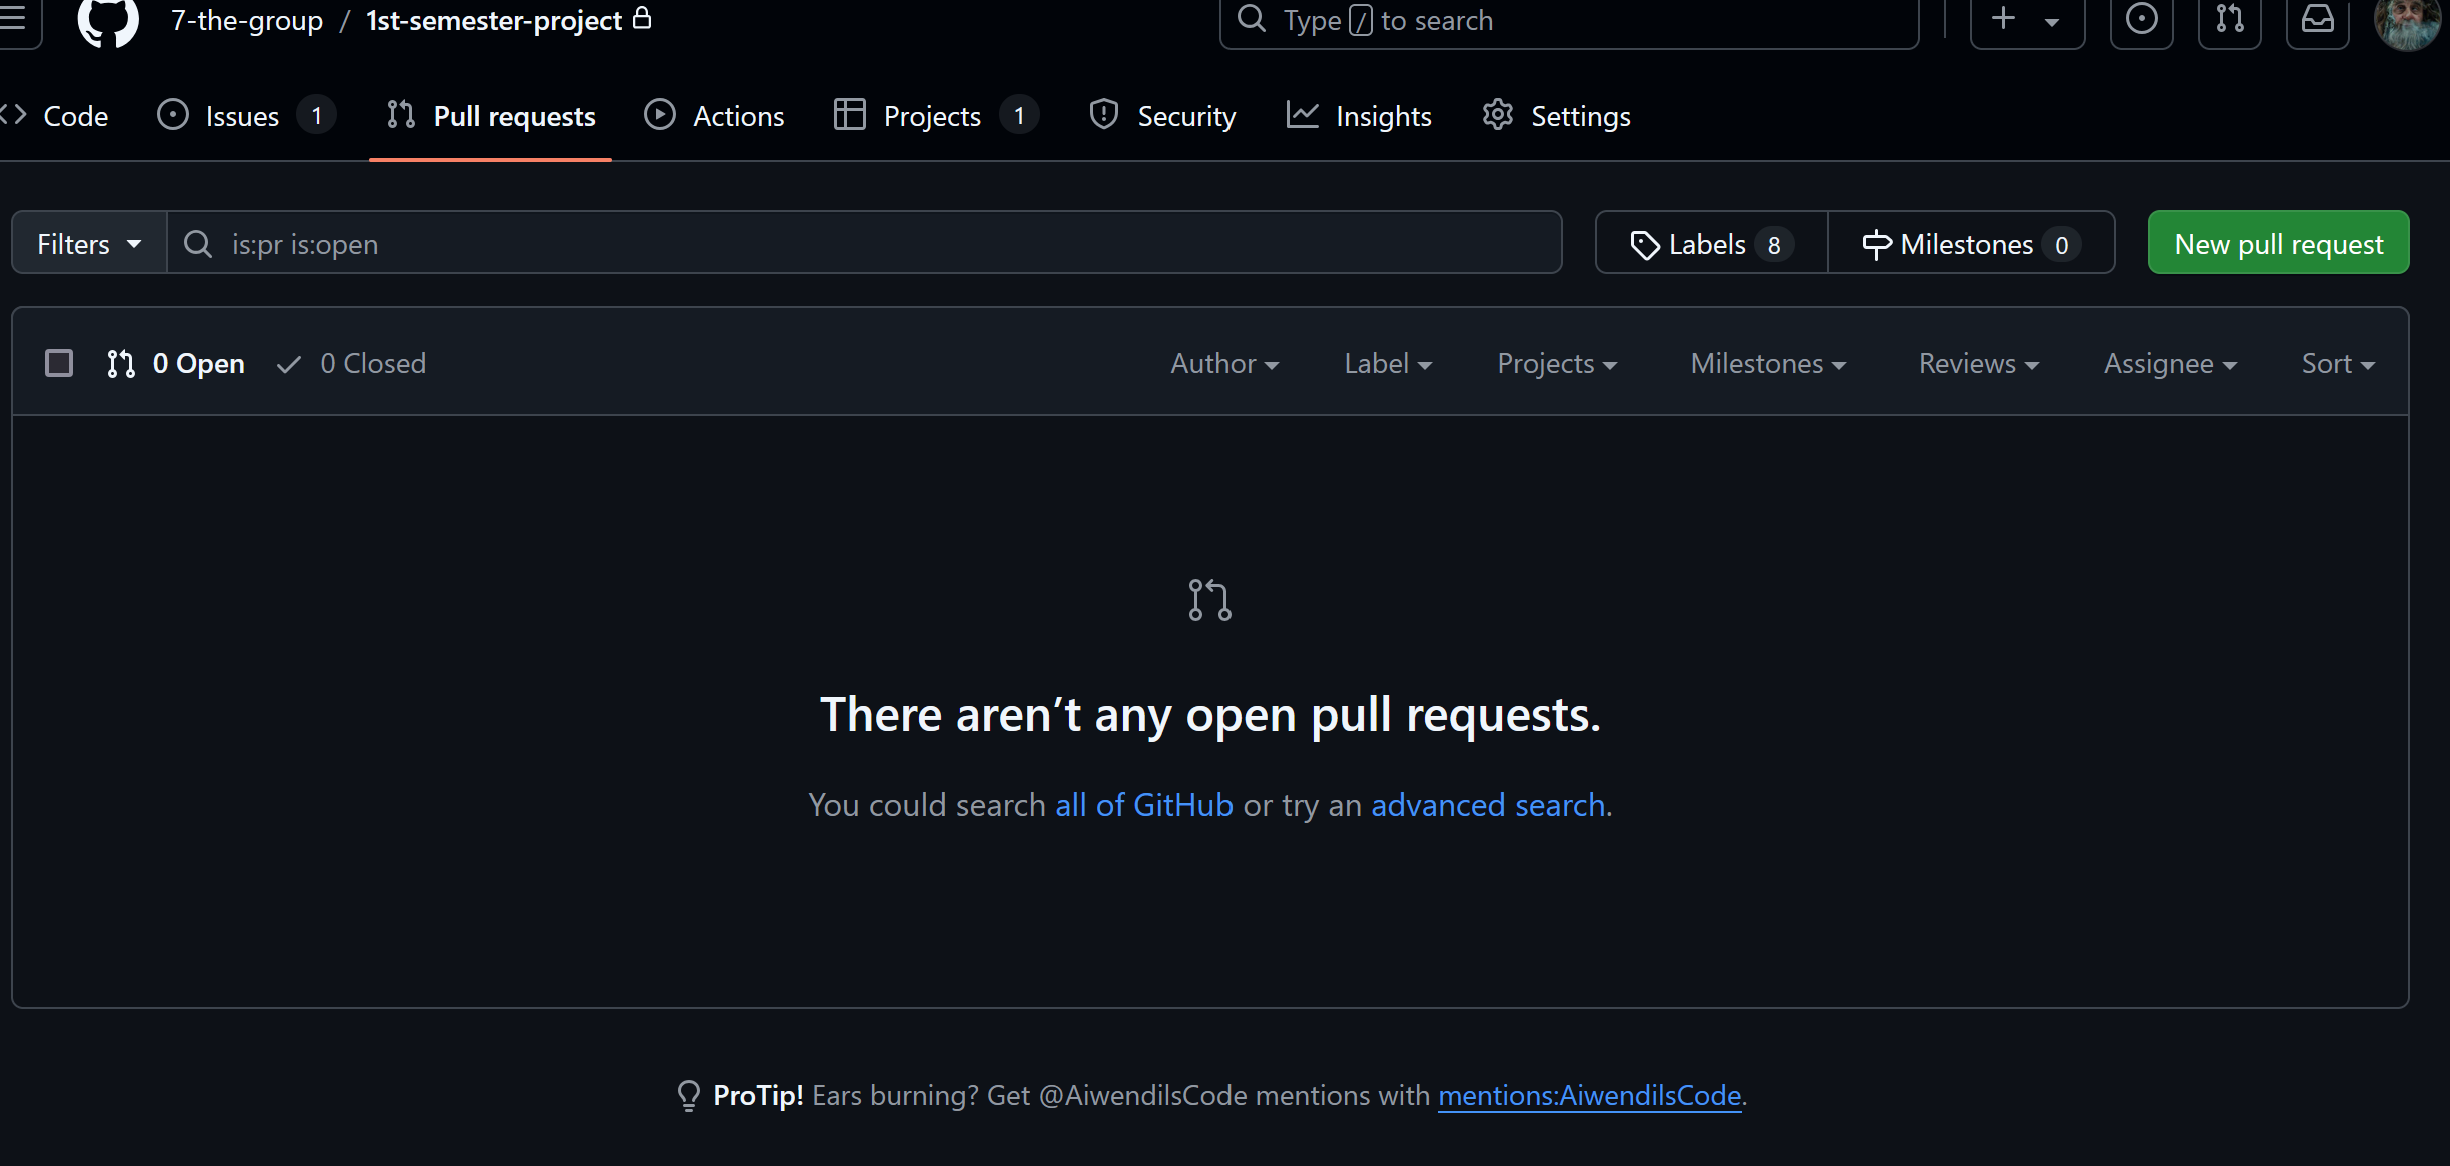 7-the-group / 1st-semester-project
Type / to search
Code
Issues 1
Pull requests
Actions
Projects 1
Security
Insights
Settings
Filters
is:pr is:open
Labels 8
Milestones 0
New pull request
0 Open
0 Closed
Author
Label
Projects
Milestones
Reviews
Assignee
Sort
There aren’t any open pull requests.
You could search all of GitHub or try an advanced search.
ProTip! Ears burning? Get @AiwendilsCode mentions with mentions:AiwendilsCode.